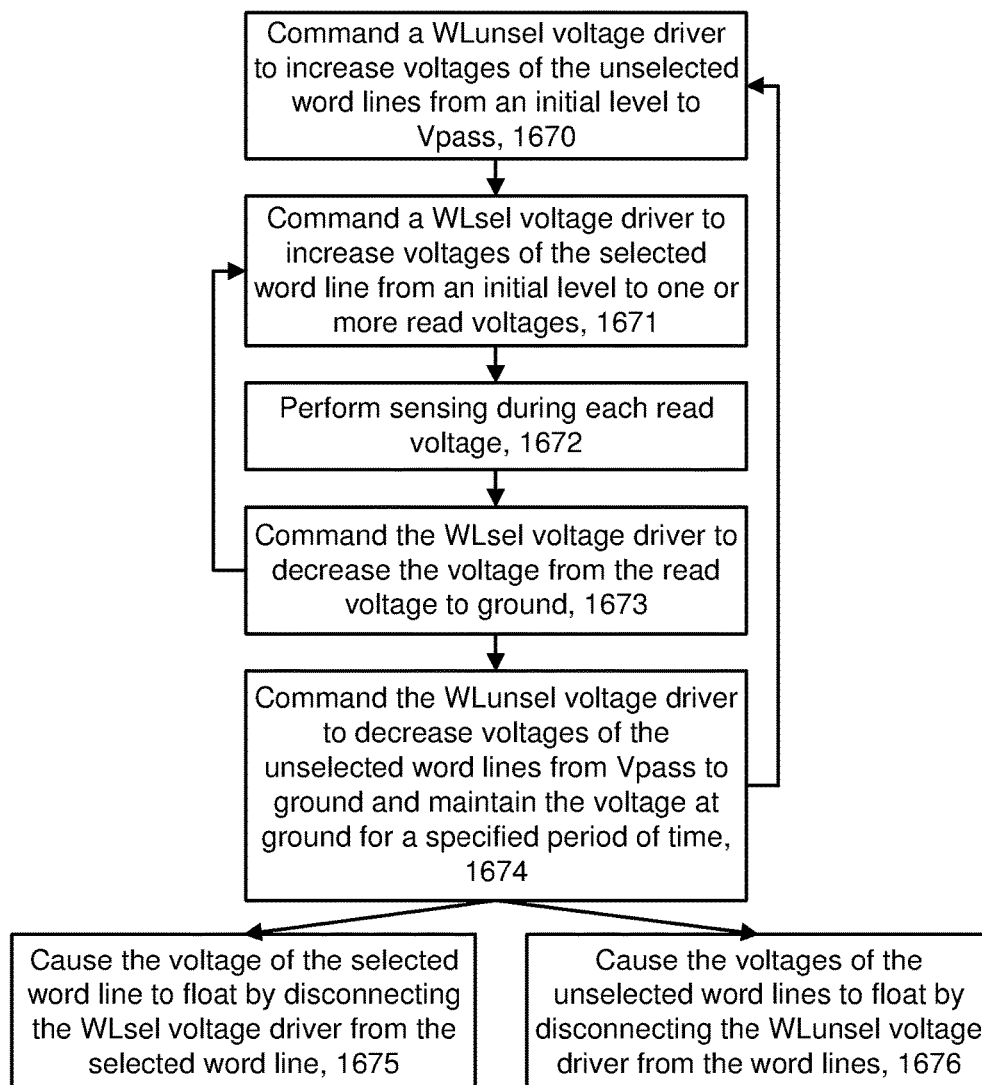 Command a WLunsel voltage driver
to increase voltages of the unselected
word lines from an initial level to
Vpass, 1670
Command a WLsel voltage driver to
increase voltages of the selected
word line from an initial level to one or
more read voltages, 1671
Perform sensing during each read
voltage, 1672
Command the WLsel voltage driver to
decrease the voltage from the read
voltage to ground, 1673
Command the WLunsel voltage driver
to decrease voltages of the
unselected word lines from Vpass to
ground and maintain the voltage at
ground for a specified period of time,
1674
Cause the voltage of the selected
word line to float by disconnecting
the WLsel voltage driver from the
selected word line, 1675
Cause the voltages of the
unselected word lines to float by
disconnecting the WLunsel voltage
driver from the word lines, 1676